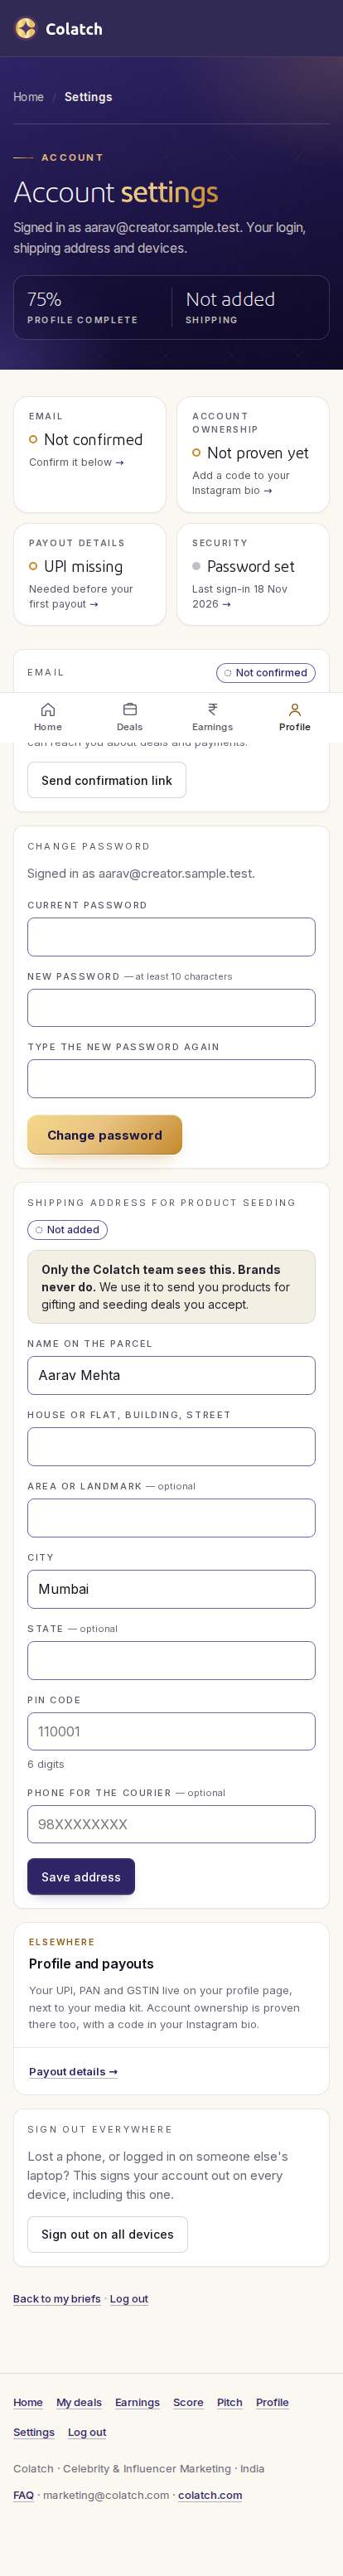 Colatch
Home / Settings
ACCOUNT
Account settings
Signed in as aarav@creator.sample.test. Your login,
shipping address and devices.
75%
PROFILE COMPLETE
Not added
SHIPPING
EMAIL
Not confirmed
Confirm it below →
ACCOUNT
OWNERSHIP
Not proven yet
Add a code to your
Instagram bio →
PAYOUT DETAILS
UPI missing
Needed before your
first payout →
SECURITY
Password set
Last sign-in 18 Nov
2026 →
EMAIL
Not confirmed
Home
Deals
Earnings
Profile
can reach you about deals and payments.
Send confirmation link
CHANGE PASSWORD
Signed in as aarav@creator.sample.test.
CURRENT PASSWORD
NEW PASSWORD — at least 10 characters
TYPE THE NEW PASSWORD AGAIN
Change password
SHIPPING ADDRESS FOR PRODUCT SEEDING
Not added
Only the Colatch team sees this. Brands
never do. We use it to send you products for
gifting and seeding deals you accept.
NAME ON THE PARCEL
Aarav Mehta
HOUSE OR FLAT, BUILDING, STREET
AREA OR LANDMARK — optional
CITY
Mumbai
STATE — optional
PIN CODE
110001
6 digits
PHONE FOR THE COURIER — optional
98XXXXXXXX
Save address
ELSEWHERE
Profile and payouts
Your UPI, PAN and GSTIN live on your profile page,
next to your media kit. Account ownership is proven
there too, with a code in your Instagram bio.
Payout details →
SIGN OUT EVERYWHERE
Lost a phone, or logged in on someone else's
laptop? This signs your account out on every
device, including this one.
Sign out on all devices
Back to my briefs · Log out
Home My deals Earnings Score Pitch Profile
Settings Log out
Colatch · Celebrity & Influencer Marketing · India
FAQ · marketing@colatch.com · colatch.com